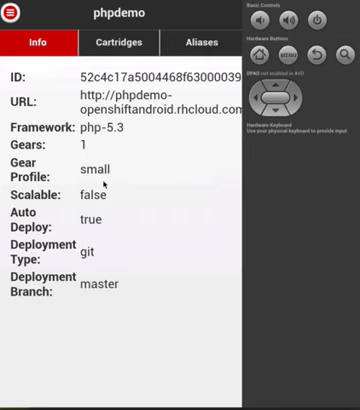 phpdemo
Info Cartridges Aliases
ID: 52c4c17a5004468f63000039
URL: http://phpdemo-
openshiftandroid.rhcloud.com
Framework: php-5.3
Gears: 1
Gear
Profile: small
Scalable: false
Auto
Deploy: true
Deployment
Type: git
Deployment
Branch: master
Basic Controls
Hardware Buttons
MENU
DPAD not enabled in AVD
Hardware Keyboard
Use your physical keyboard to provide input